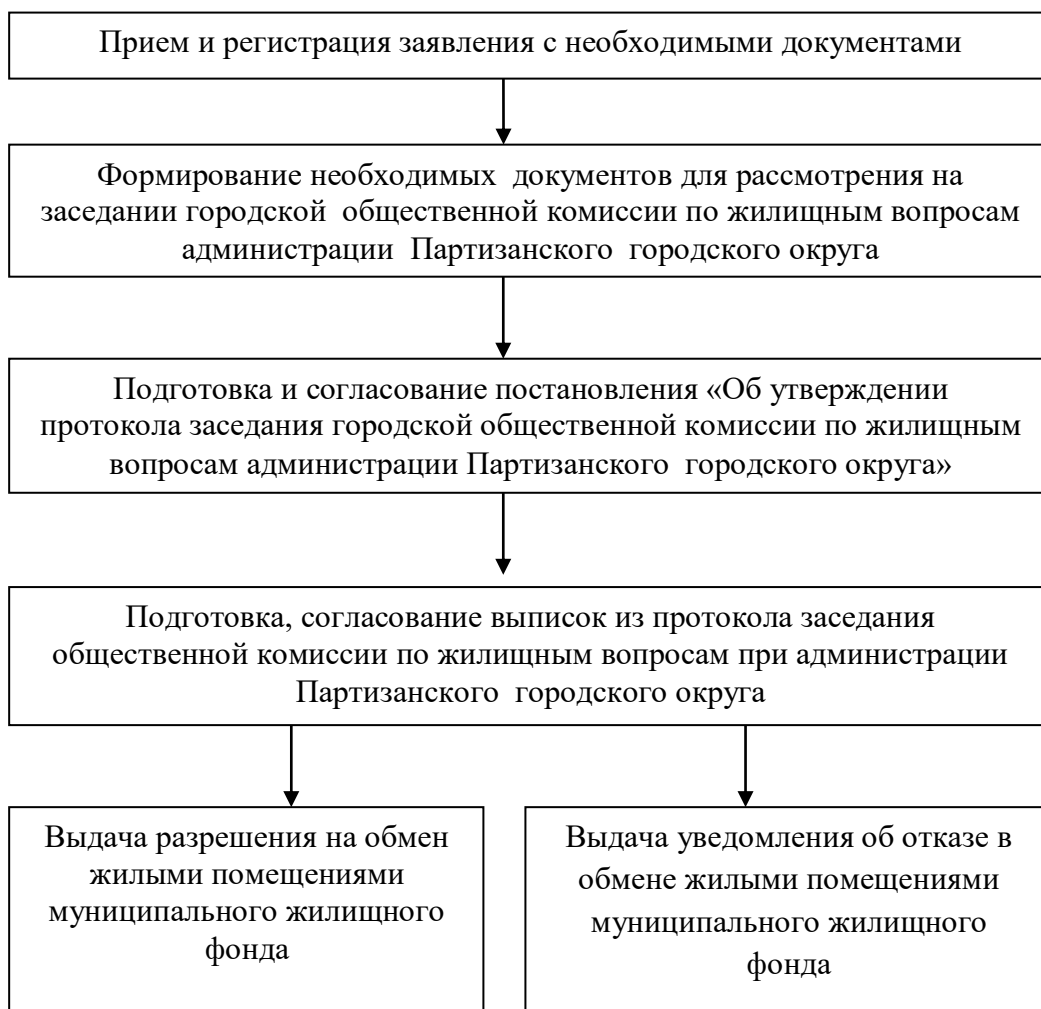 Прием и регистрация заявления с необходимыми документами
Формирование необходимых документов для рассмотрения на
заседании городской общественной комиссии по жилищным вопросам
администрации Партизанского городского округа
Подготовка и согласование постановления «Об утверждении
протокола заседания городской общественной комиссии по жилищным
вопросам администрации Партизанского городского округа»
Подготовка, согласование выписок из протокола заседания
общественной комиссии по жилищным вопросам при администрации
Партизанского городского округа
Выдача разрешения на обмен
жилыми помещениями
муниципального жилищного
фонда
Выдача уведомления об отказе в
обмене жилыми помещениями
муниципального жилищного
фонда